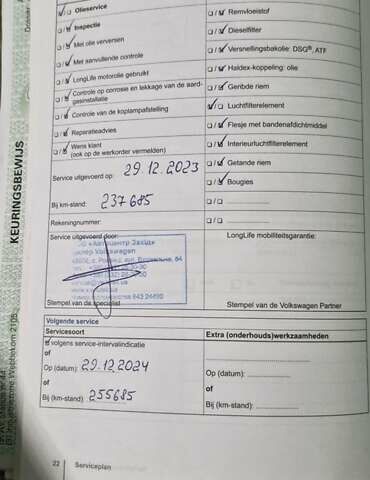 Olieservice
Inspectie
Met olie verversen
Met aanvullende controle
LongLife motorolie gebruikt
Controle op corrosie en lekkage van de aard-
gasinstallatie
Controle van de koplampafstelling
Reparatieadvies
Wens klant
(ook op de werkorder vermelden)
Service uitgevoerd op: 29.12.2023
Bij km-stand: 237685
Rekeningnummer:
Service uitgevoerd door:
Stempel van de specialist
Remvloeistof
Dieselfilter
Versnellingsbakolie: DSG®, ATF
Haldex-koppeling: olie
Geribde riem
Luchtfilterelement
Flesje met bandenafdichtmiddel
Interieurluchtfilterelement
Getande riem
Bougies
LongLife mobiliteitsgarantie:
Stempel van de Volkswagen Partner
Volgende service
Servicesoort
volgens service-intervalindicatie
of
Op (datum): 29.12.2024
of
Bij (km-stand): 255685
Extra (onderhouds)werkzaamheden
of
Op (datum):
of
Bij (km-stand):
22
Serviceplan
KEURINGSBEWIJS